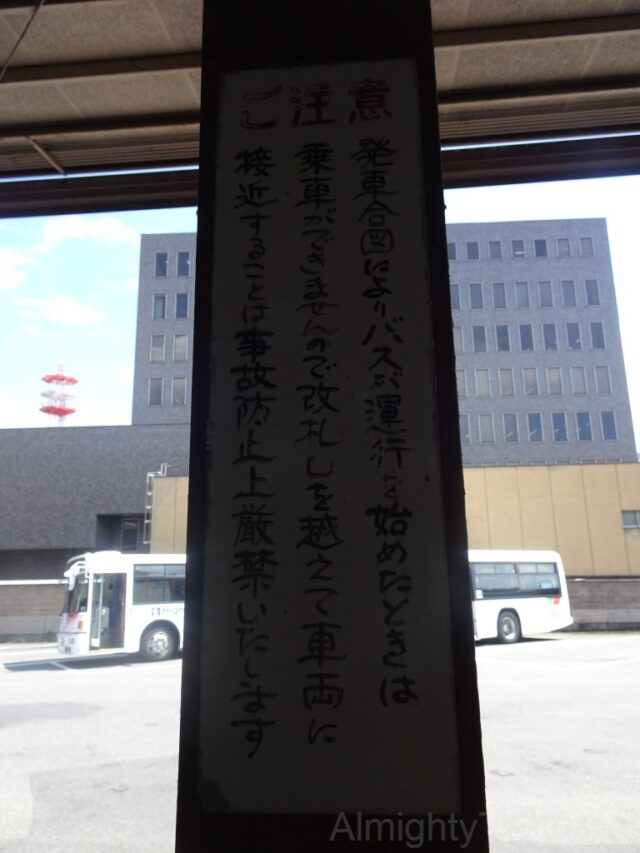 ご注意
発車合図によりバスが運行を始めたときは
乗車ができませんので改札口を越えて車両に
接近することは事故防止上厳禁いたします
High